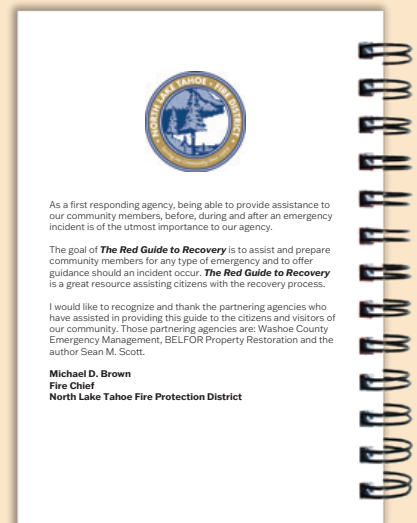 NORTH LAKE TAHOE • FIRE DISTRICT •
As a first responding agency, being able to provide assistance to
our community members, before, during and after an emergency
incident is of the utmost importance to our agency.
The goal of The Red Guide to Recovery is to assist and prepare
community members for any type of emergency and to offer
guidance should an incident occur. The Red Guide to Recovery
is a great resource assisting citizens with the recovery process.
I would like to recognize and thank the partnering agencies who
have assisted in providing this guide to the citizens and visitors of
our community. Those partnering agencies are: Washoe County
Emergency Management, BELFOR Property Restoration and the
author Sean M. Scott.
Michael D. Brown
Fire Chief
North Lake Tahoe Fire Protection District